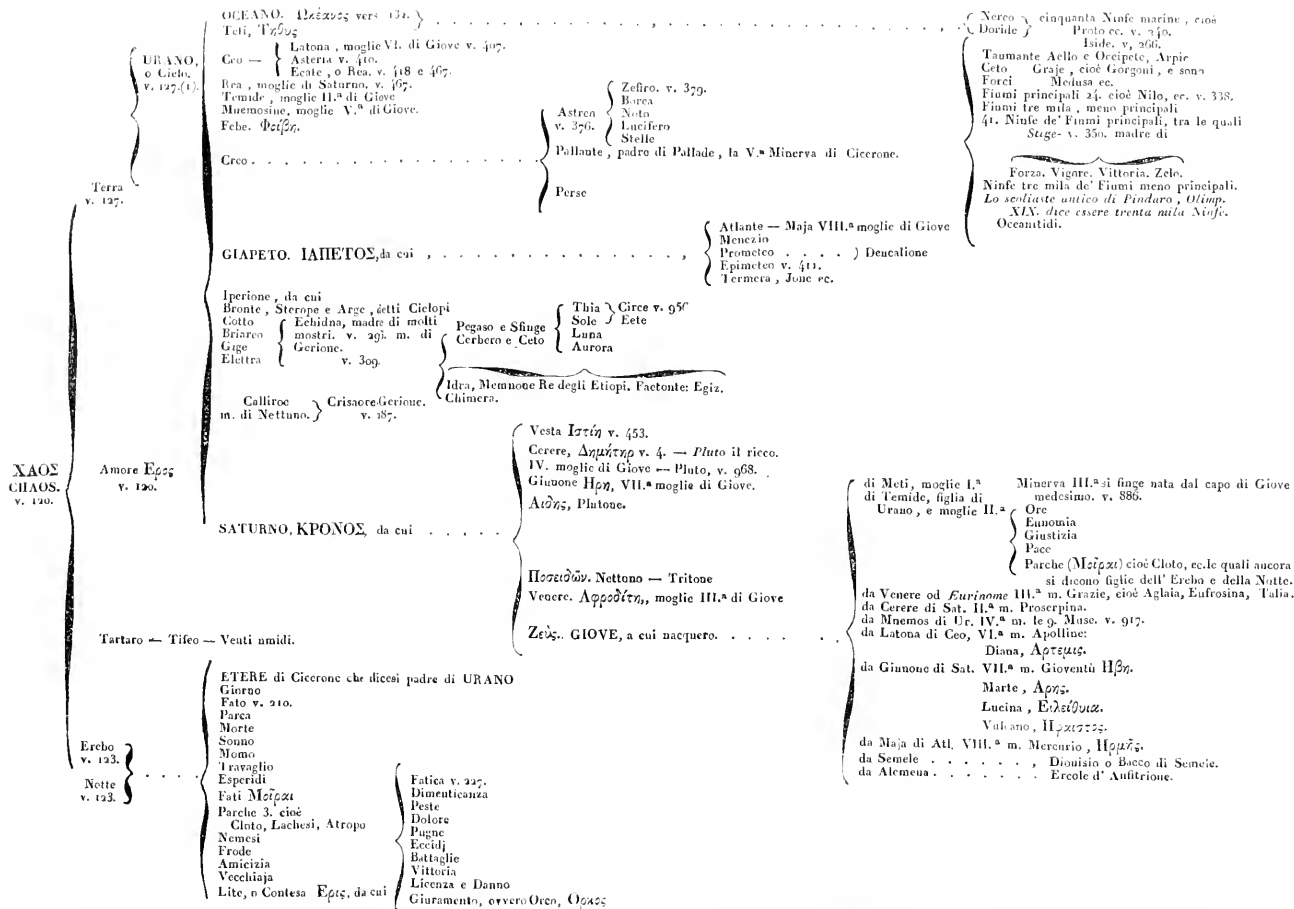 OCEANO. Ωκέανος vers 132.
Teti, Τηθυς
Ceo —
Latona, moglie VI. di Giove v. 407.
Asteria v. 410.
Ecate, o Rea. v. 418 e 467.
Rea, moglie di Saturno. v. 467.
Temide, moglie II.ª di Giove
Mnemosine, moglie V.ª di Giove.
Febe. Φοίβη.
Creo
Astreo
v. 376.
Zefiro. v. 379.
Borea
Noto
Lucifero
Stelle
Pallante, padre di Pallade, la V.ª Minerva di Cicerone.
Perse
Nereo
Doride
cinquanta Ninfe marine, cioè
Proto ec. v. 240.
Iside. v, 266.
Taumante Aello e Orcipete, Arpie
Ceto Graje, cioè Gorgoni, e sono
Forci Medusa ec.
Fiumi principali 24. cioè Nilo, ec. v. 338.
Fiumi tre mila, meno principali
41. Ninfe de' Fiumi principali, tra le quali
Stige- v. 350. madre di
Forza. Vigore. Vittoria. Zelo.
Ninfe tre mila de' Fiumi meno principali.
Lo scoliaste antico di Pindaro, Olimp.
XIX. dice essere trenta mila Ninfe.
Oceanitidi.
URANO,
o Cielo.
v. 127.(1).
Terra
v. 127.
GIAPETO. ΙΑΠΕΤΟΣ, da cui
Atlante — Maja VIII.ª moglie di Giove
Menezio
Prometeo . . . . ) Deucalione
Epimeteo v. 411.
Termera, Jone ec.
Iperione, da cui
Bronte, Sterope e Arge, detti Ciclopi
Cotto
Briareo
Gige
Elettra
Echidna, madre di molti
mostri. v. 295. m. di
Gerione.
v. 309.
Pegaso e Sfinge
Cerbero e Ceto
Thia
Sole
Luna
Aurora
Circe v. 956
Eete
Idra, Memnone Re degli Etiopi. Faetonte: Egiz.
Chimera.
Calliroe
m. di Nettuno.
Crisaore-Gerione.
v. 187.
ΧΑΟΣ
CHAOS.
v. 120.
Amore Ερος
v. 120.
SATURNO, ΚΡΟΝΟΣ, da cui
Vesta Ιστίη v. 453.
Cerere, Δημήτηρ v. 4. — Pluto il ricco.
IV. moglie di Giove — Pluto, v. 968.
Giunone Ηρη, VII.ª moglie di Giove.
Αιδης, Plutone.
Ποσειδῶν. Nettuno — Tritone
Venere. Αφροδίτη,, moglie III.ª di Giove
Ζεὺς.. GIOVE, a cui nacquero.
di Meti, moglie I.ª Minerva III.ª si finge nata dal capo di Giove
di Temide, figlia di medesimo. v. 886.
Urano, e moglie II.ª
Ore
Eunomia
Giustizia
Pace
Parche (Μοῖραι) cioè Cloto, ec. le quali ancora
si dicono figlie dell' Erebo e della Notte.
da Venere od Eurinome III.ª m. Grazie, cioè Aglaia, Eufrosina, Talia.
da Cerere di Sat. II.ª m. Proserpina.
da Mnemos di Ur. IV.ª m. le 9. Muse. v. 917.
da Latona di Ceo, VI.ª m. Apolline:
Diana, Αρτεμις.
da Giunone di Sat. VII.ª m. Gioventù Ηβη.
Marte, Αρης.
Lucina, Ειλείθυια.
Vulcano, Ηφαιστος.
da Maja di Atl. VIII.ª m. Mercurio, Ηρμῆς.
da Semele . . . . . . , Dionisio o Bacco di Semele.
da Alcmena . . . . . . Ercole d' Anfitrione.
Tartaro — Tifeo — Venti umidi.
Erebo
v. 123.
Notte
v. 123.
ETERE di Cicerone che dicesi padre di URANO
Giorno
Fato v. 210.
Parca
Morte
Sonno
Momo
Travaglio
Esperidi
Fati Μοῖραι
Parche 3. cioè
Cloto, Lachesi, Atropo
Nemesi
Frode
Amicizia
Vecchiaja
Lite, o Contesa Ερις, da cui
Fatica v. 227.
Dimenticanza
Peste
Dolore
Pugne
Eccidj
Battaglie
Vittoria
Licenza e Danno
Giuramento, ovvero Orco, Ορκος